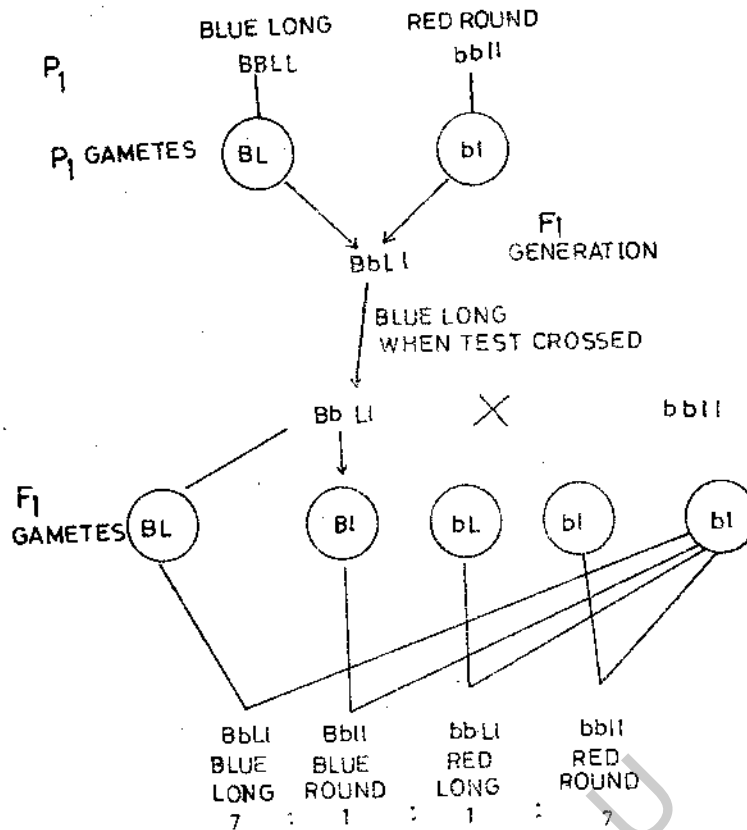 BLUE LONG RED ROUND
P1 BBLL bbll
P1 GAMETES BL bl
BbLl F1
GENERATION
BLUE LONG
WHEN TEST CROSSED
Bb Ll X bbll
F1
GAMETES BL Bl bL bl bl
BbLl Bbll bbLl bbll
BLUE BLUE RED RED
LONG ROUND LONG ROUND
7 : 1 : 1 : 7
U